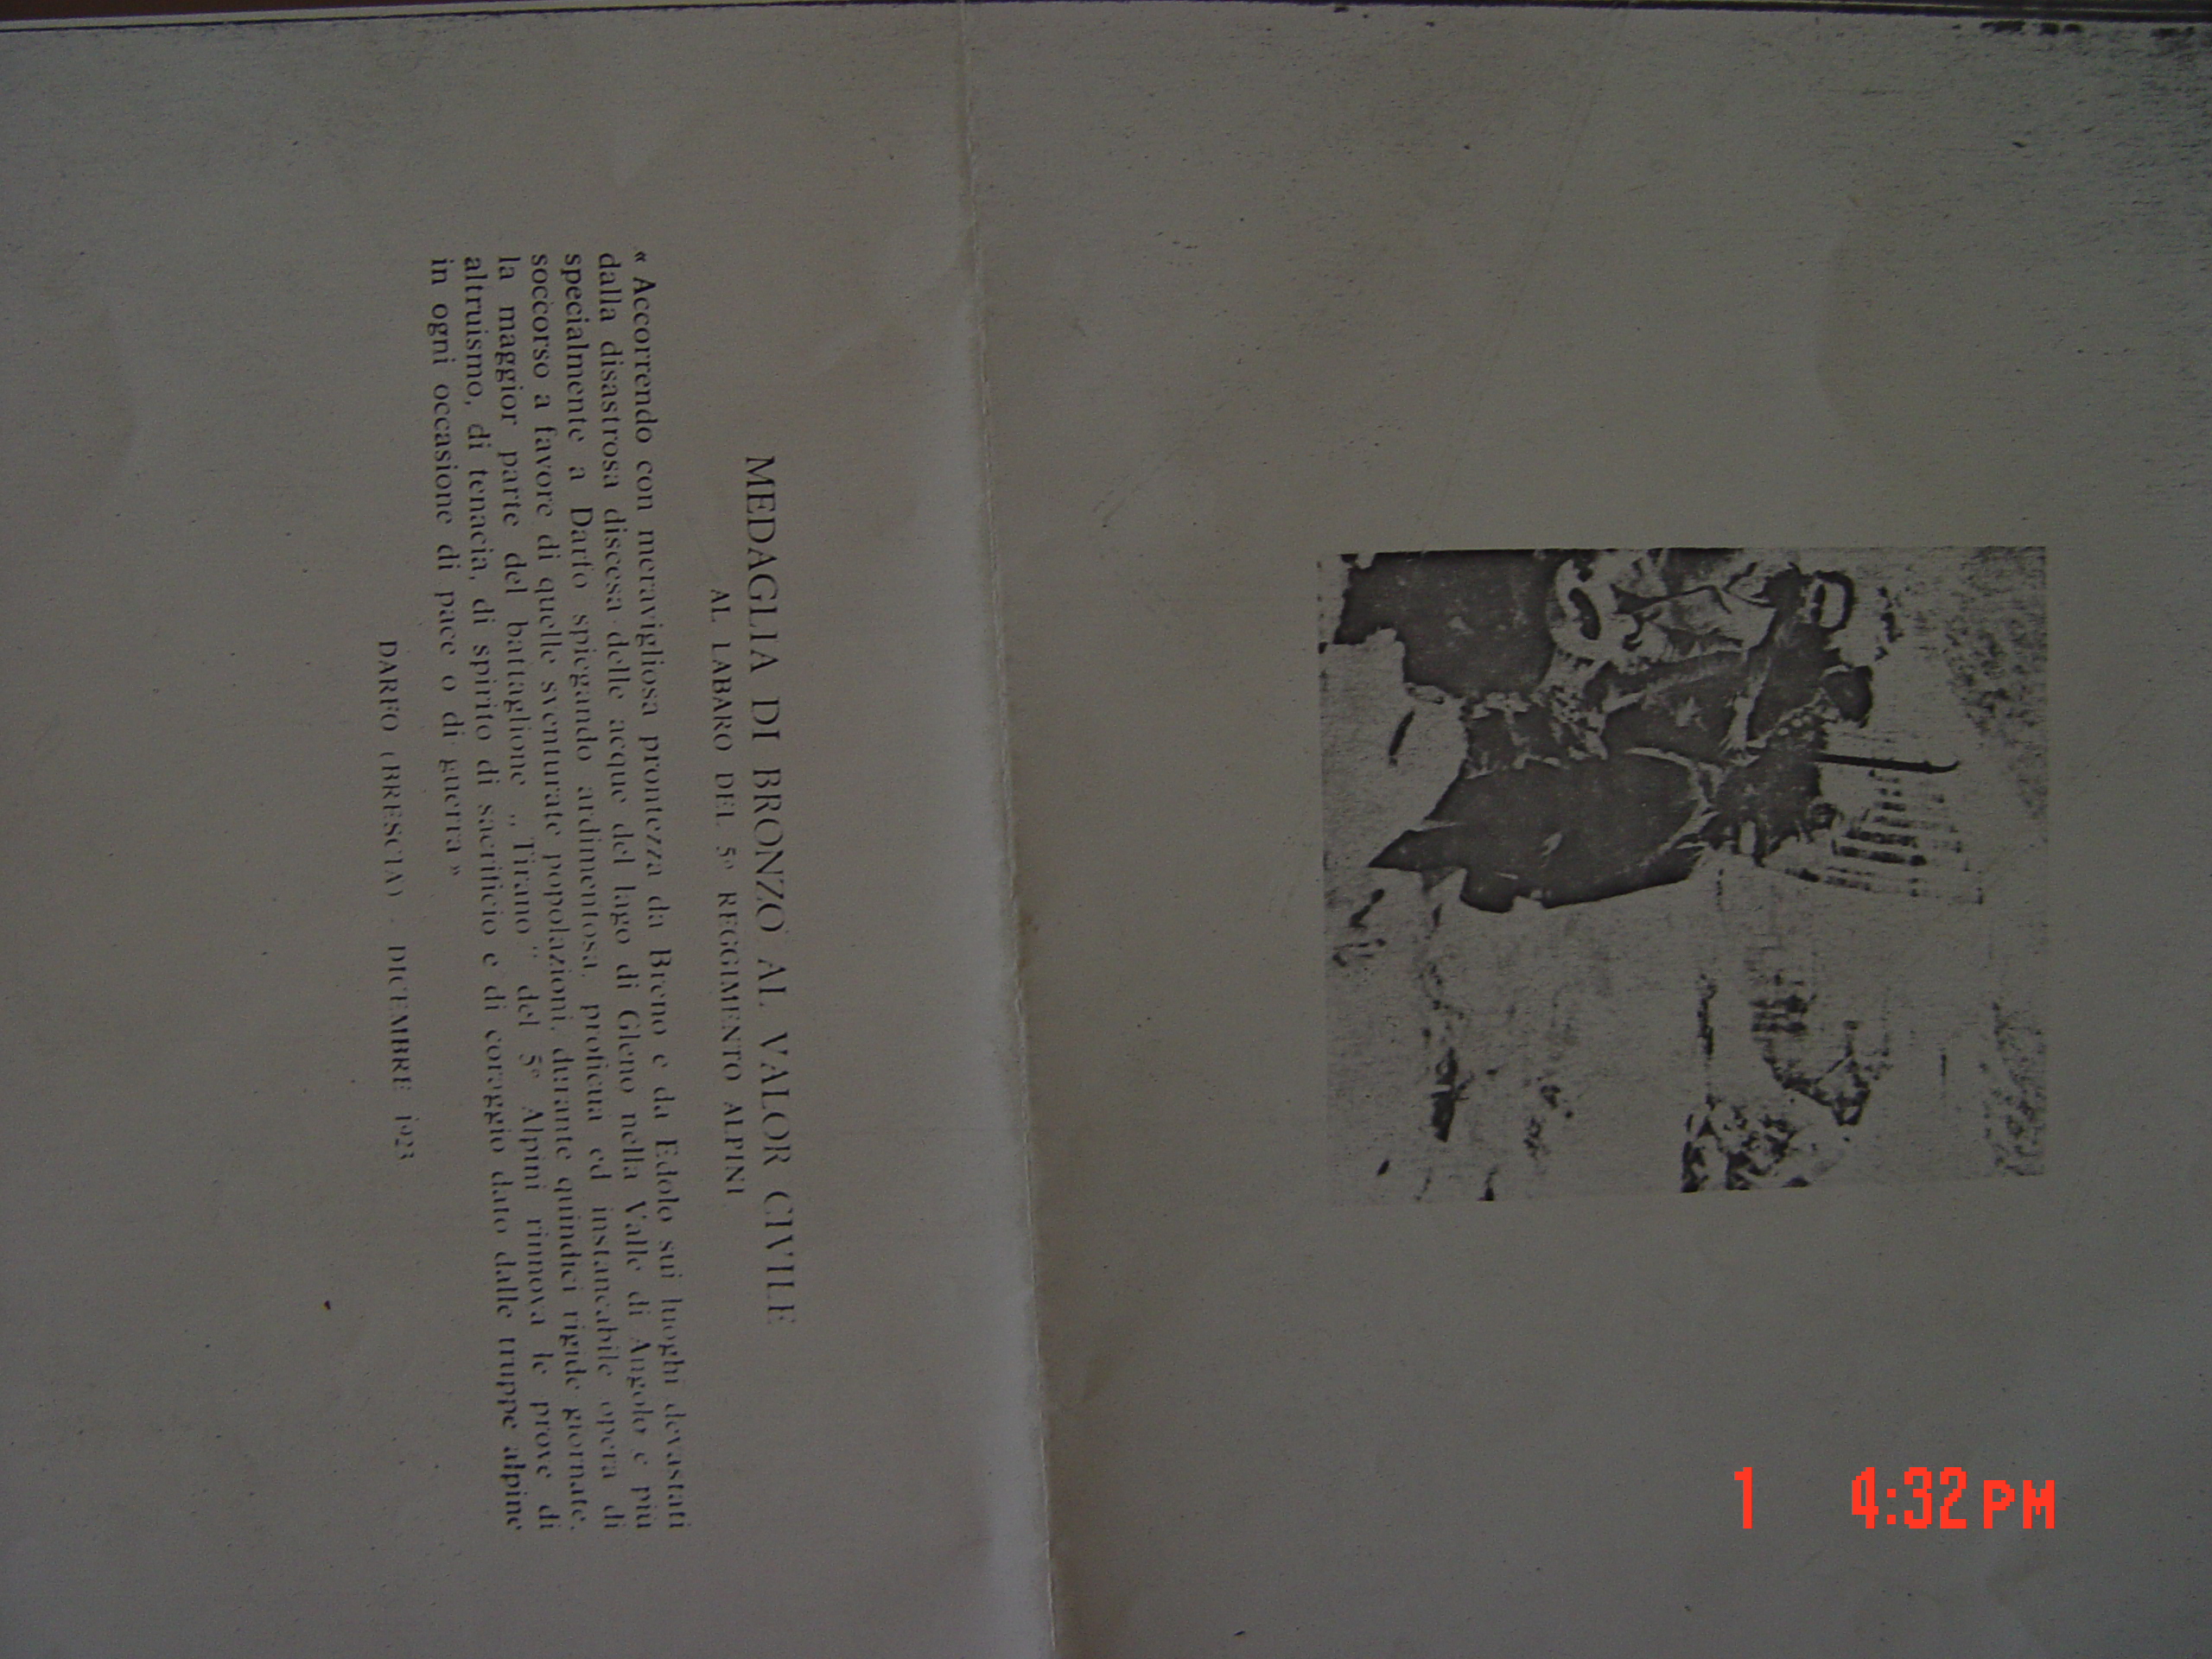 MEDAGLIA DI BRONZO AL VALOR CIVILE
AL LABARO DEL 5º REGGIMENTO ALPINI
« Accorrendo con meravigliosa prontezza da Breno e da Edolo sui luoghi devastati
dalla disastrosa discesa delle acque del lago di Gleno nella Valle di Angolo e più
specialmente a Darfo spiegando ardimentosa, proficua ed instancabile opera di
soccorso a favore di quelle sventurate popolazioni, durante quindici rigide giornate,
la maggior parte del battaglione „ Tirano " del 5º Alpini rinnova le prove di
altruismo, di tenacia, di spirito di sacrificio e di coraggio dato dalle truppe alpine
in ogni occasione di pace o di guerra »
DARFO (BRESCIA) - DICEMBRE 1923
1 4:32 PM